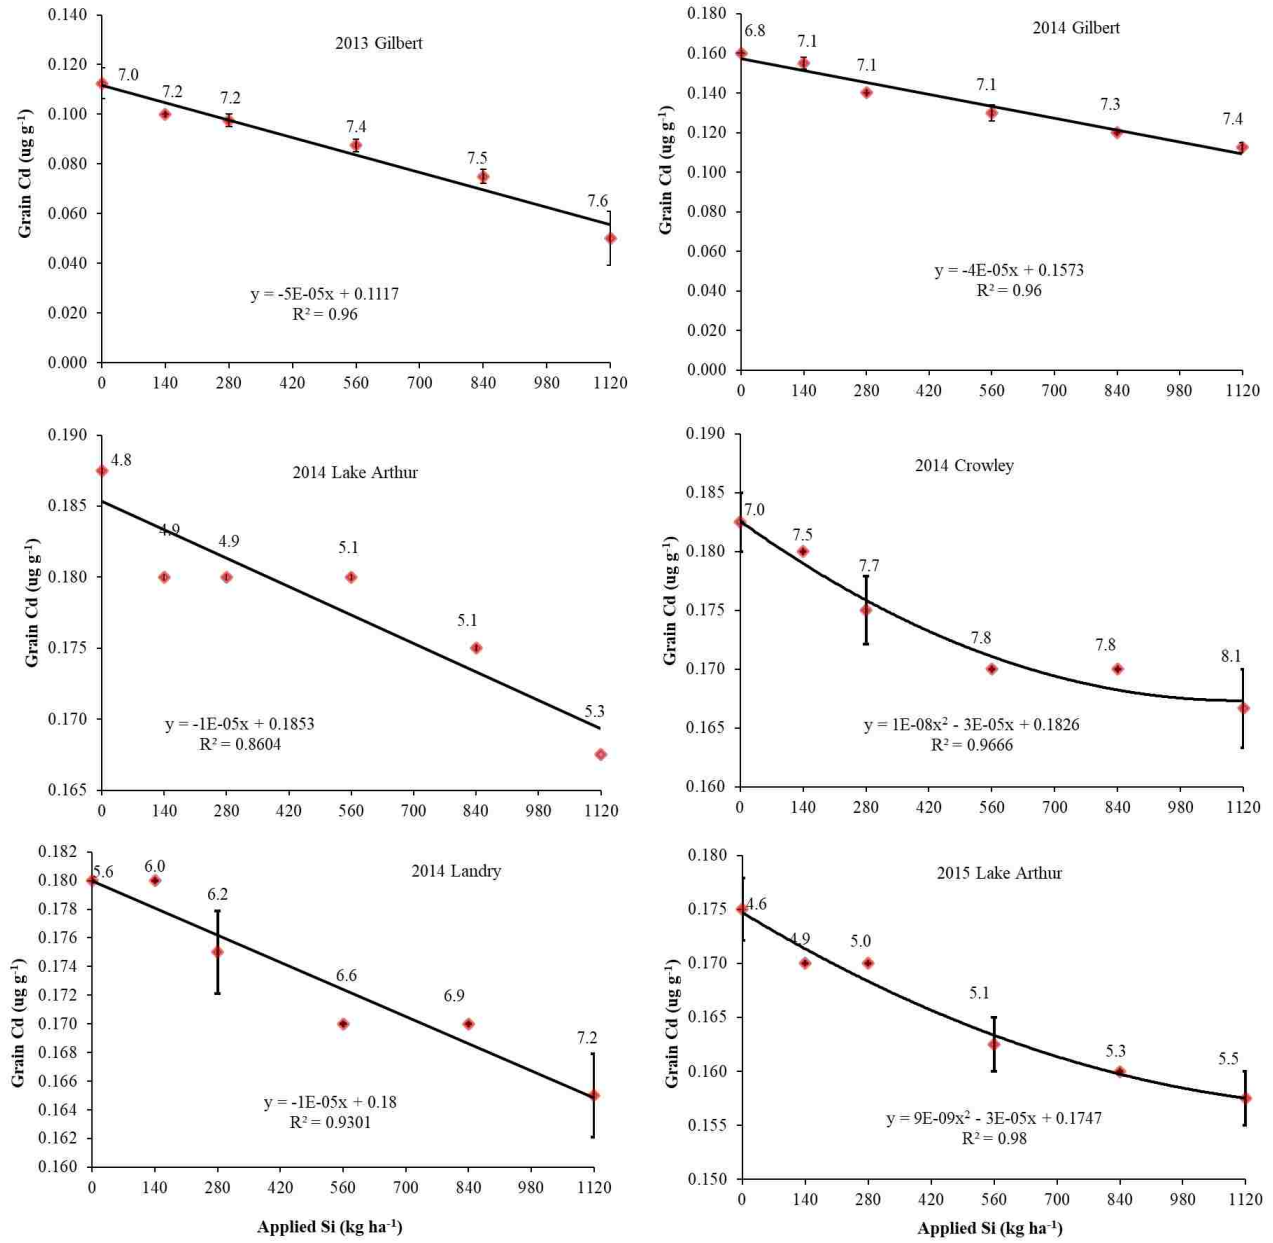 2013 Gilbert
Grain Cd (ug g⁻¹)
0.140
0.120
0.100
0.080
0.060
0.040
0.020
0.000
7.0
7.2
7.2
7.4
7.5
7.6
y = -5E-05x + 0.1117
R² = 0.96
0 140 280 420 560 700 840 980 1120
2014 Gilbert
Grain Cd (ug g⁻¹)
0.180
0.160
0.140
0.120
0.100
0.080
0.060
0.040
0.020
0.000
6.8
7.1
7.1
7.1
7.3
7.4
y = -4E-05x + 0.1573
R² = 0.96
0 140 280 420 560 700 840 980 1120
2014 Lake Arthur
Grain Cd (ug g⁻¹)
0.190
0.185
0.180
0.175
0.170
0.165
4.8
4.9
4.9
5.1
5.1
5.3
y = -1E-05x + 0.1853
R² = 0.8604
0 140 280 420 560 700 840 980 1120
2014 Crowley
Grain Cd (ug g⁻¹)
0.190
0.185
0.180
0.175
0.170
0.165
0.160
7.0
7.5
7.7
7.8
7.8
8.1
y = 1E-08x² - 3E-05x + 0.1826
R² = 0.9666
0 140 280 420 560 700 840 980 1120
2014 Landry
Grain Cd (ug g⁻¹)
0.182
0.180
0.178
0.176
0.174
0.172
0.170
0.168
0.166
0.164
0.162
0.160
5.6
6.0
6.2
6.6
6.9
7.2
y = -1E-05x + 0.18
R² = 0.9301
0 140 280 420 560 700 840 980 1120
Applied Si (kg ha⁻¹)
2015 Lake Arthur
Grain Cd (ug g⁻¹)
0.180
0.175
0.170
0.165
0.160
0.155
0.150
4.6
4.9
5.0
5.1
5.3
5.5
y = 9E-09x² - 3E-05x + 0.1747
R² = 0.98
0 140 280 420 560 700 840 980 1120
Applied Si (kg ha⁻¹)